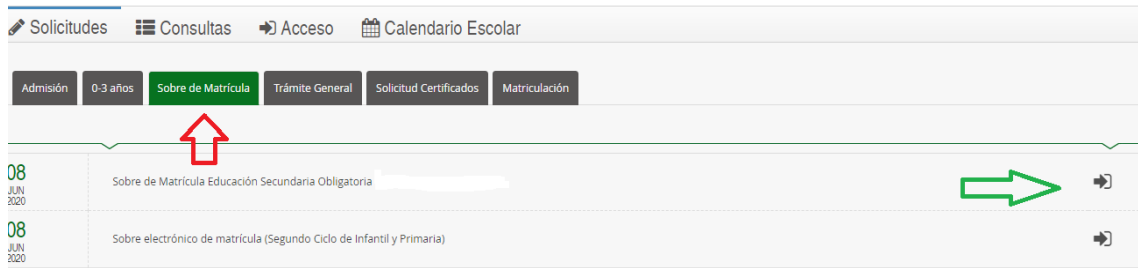 Solicitudes Consultas Acceso Calendario Escolar
Admisión 0-3 años Sobre de Matrícula Trámite General Solicitud Certificados Matriculación
08
JUN
2020
Sobre de Matrícula Educación Secundaria Obligatoria
08
JUN
2020
Sobre electrónico de matrícula (Segundo Ciclo de Infantil y Primaria)